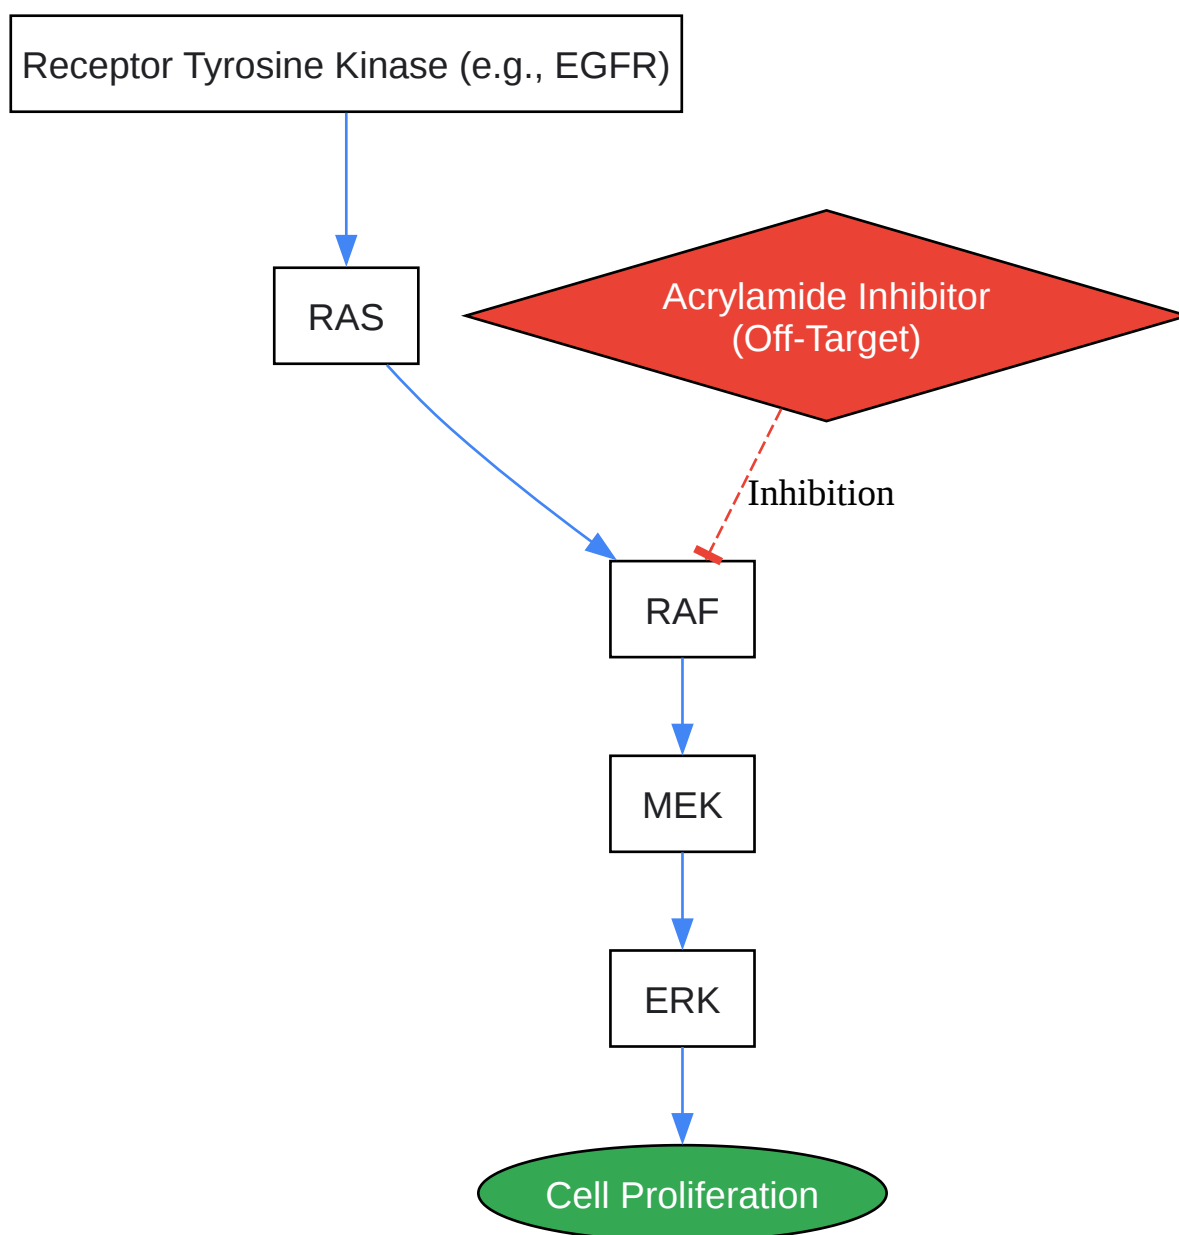 Receptor Tyrosine Kinase (e.g., EGFR)
RAS
Acrylamide Inhibitor
(Off-Target)
Inhibition
RAF
MEK
ERK
Cell Proliferation